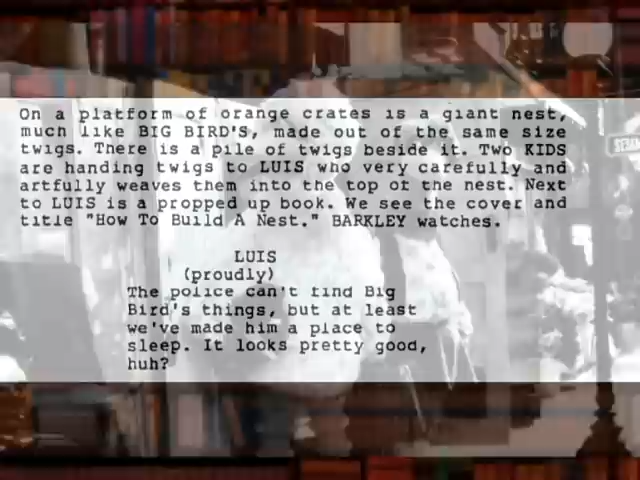 On a platform of orange crates is a giant nest,
much like BIG BIRD'S, made out of the same size
twigs. There is a pile of twigs beside it. Two KIDS
are handing twigs to LUIS who very carefully and
artfully weaves them into the top of the nest. Next
to LUIS is a propped up book. We see the cover and
title "How To Build A Nest." BARKLEY watches.
LUIS
(proudly)
The police can't find Big
Bird's things, but at least
we've made him a place to
sleep. It looks pretty good,
huh?